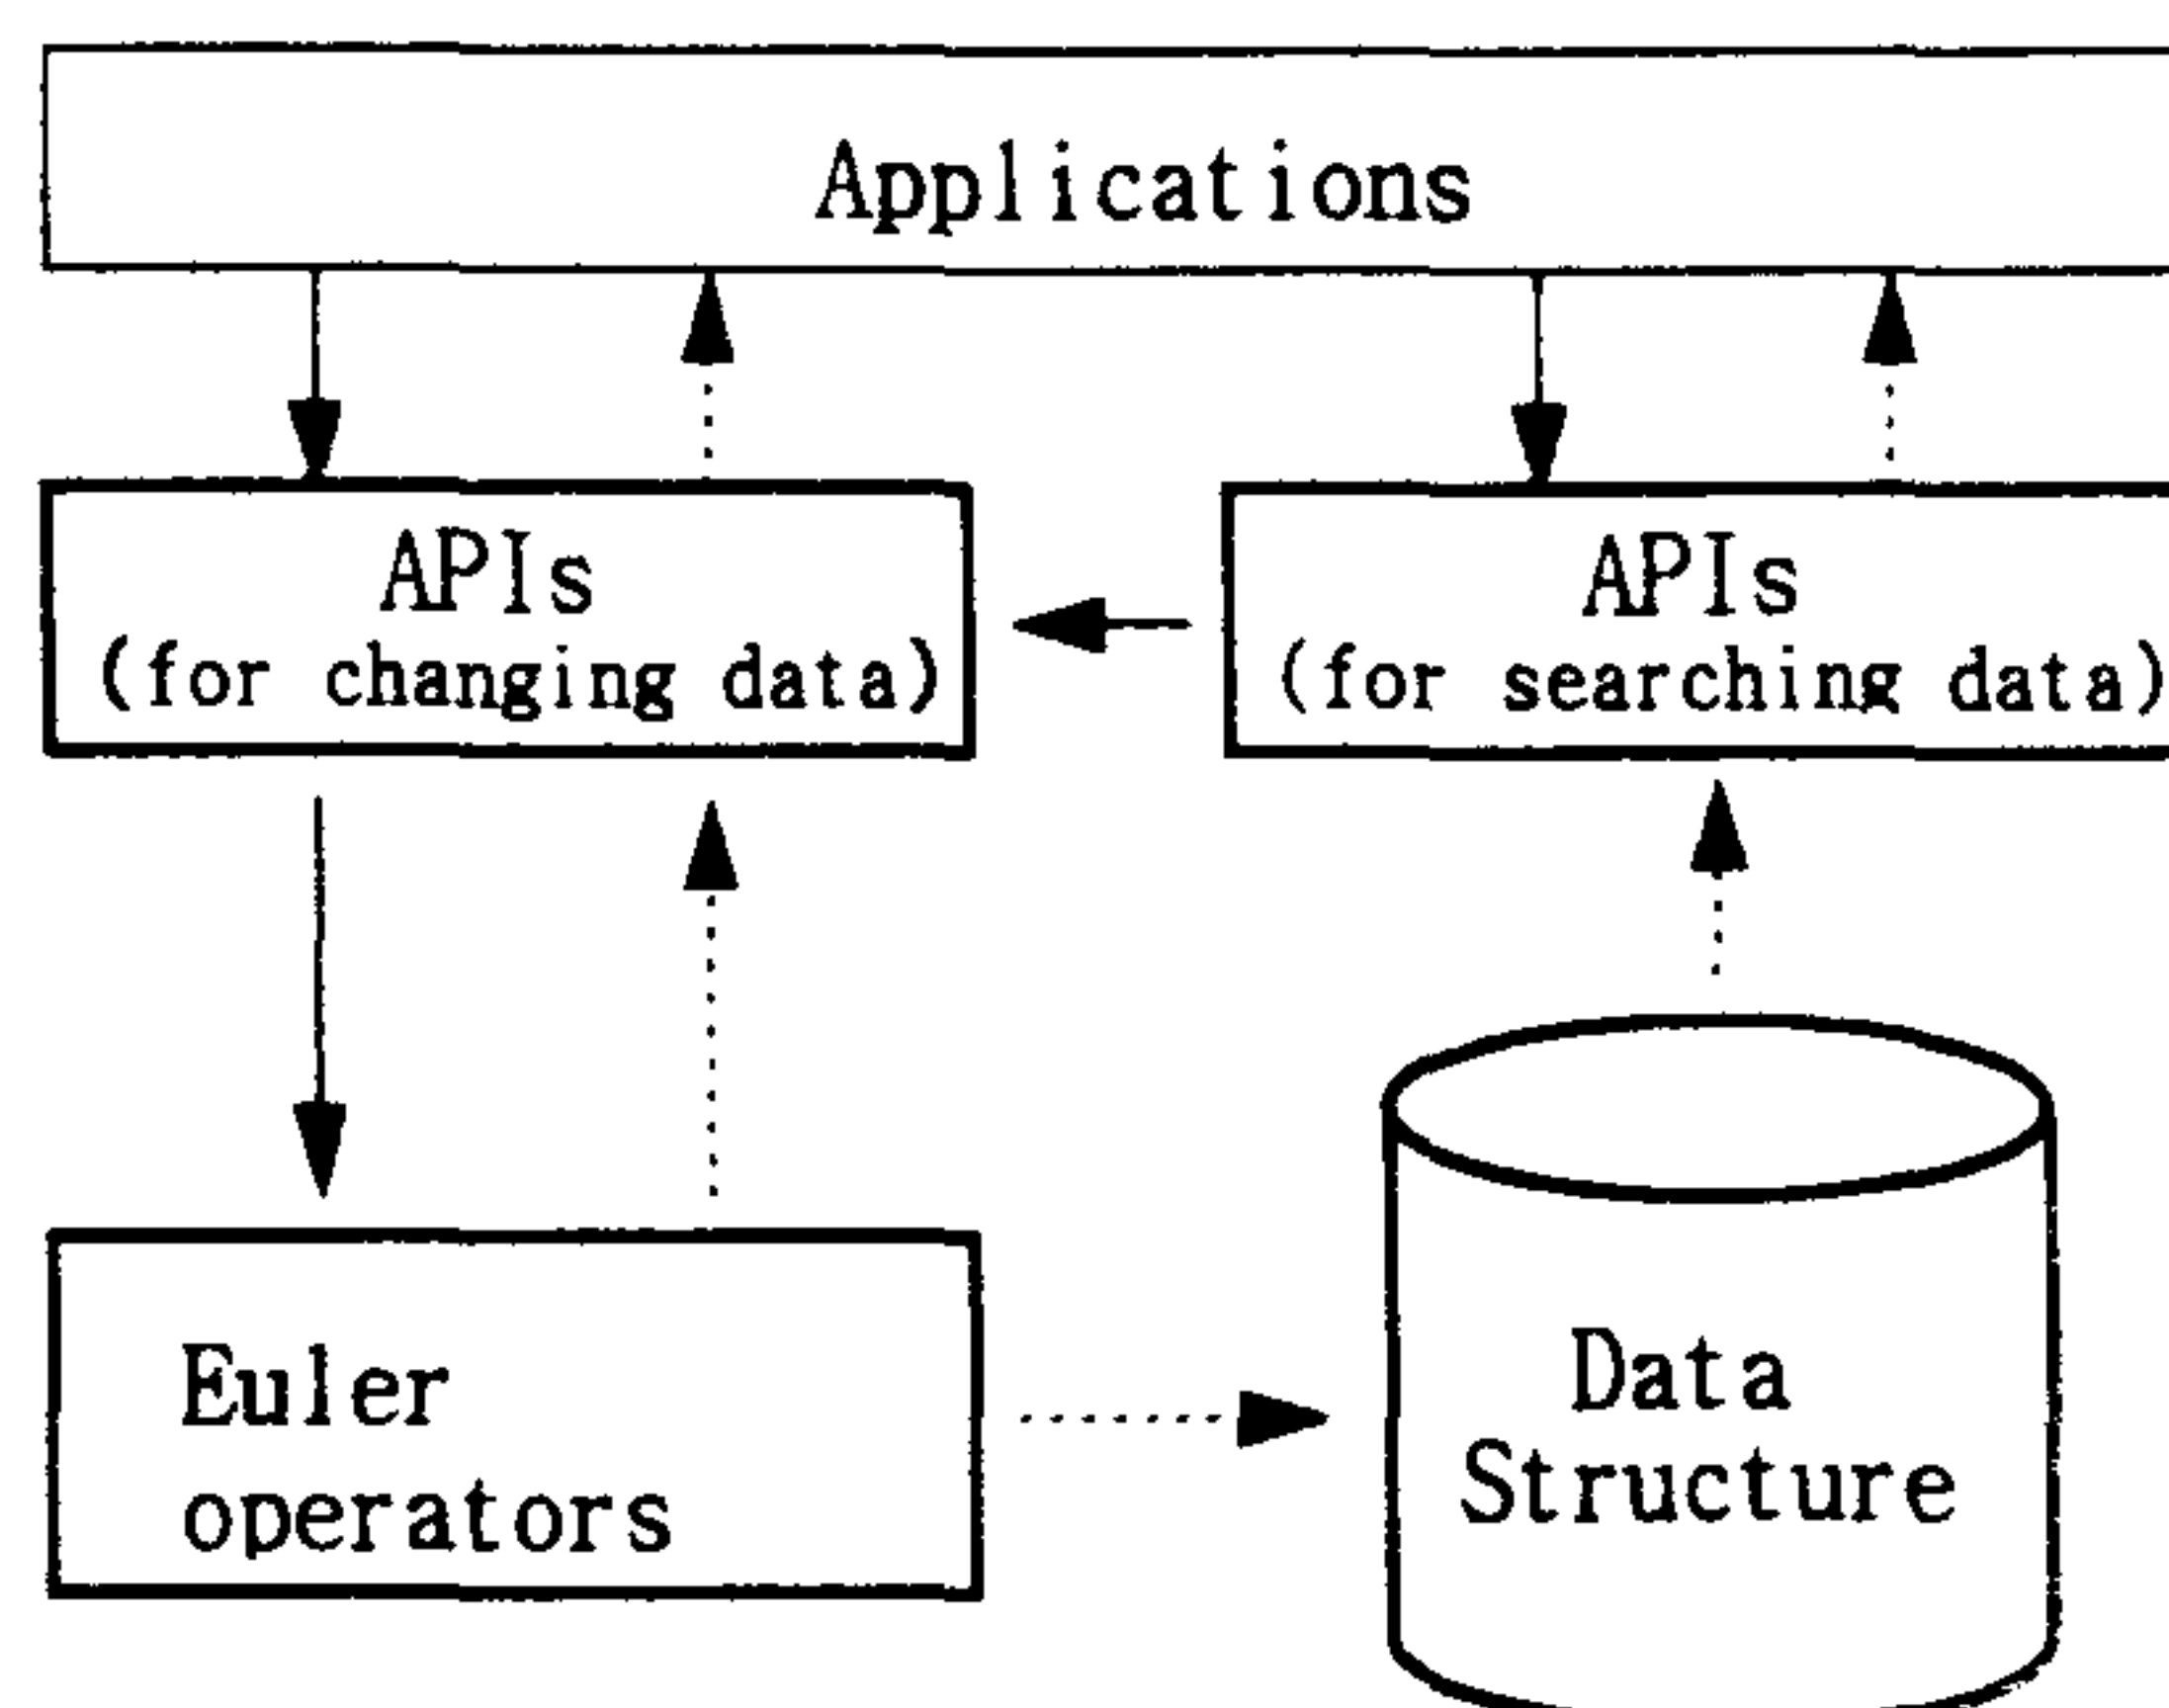 Applications
APIs
(for changing data)
APIs
(for searching data)
Euler
operators
Data
Structure